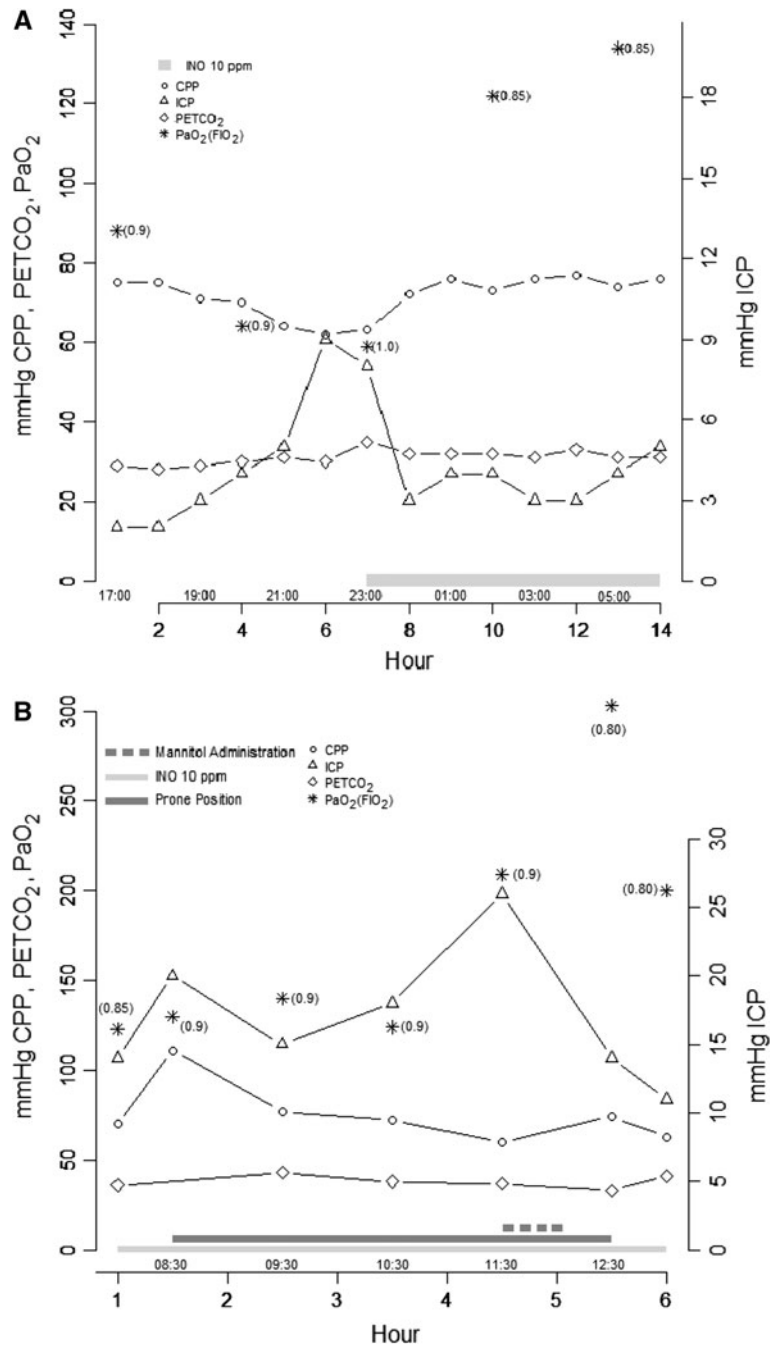 A
mmHg CPP, PETCO2, PaO2
0 20 40 60 80 100 120 140
INO 10 ppm
CPP
ICP
PETCO2
PaO2(FIO2)
(0.9)
(0.9)
(1.0)
(0.85)
(0.85)
mmHg ICP
0 3 6 9 12 15 18
17:00 19:00 21:00 23:00 01:00 03:00 05:00
2 4 6 8 10 12 14
Hour
B
mmHg CPP, PETCO2, PaO2
0 50 100 150 200 250 300
Mannitol Administration
INO 10 ppm
Prone Position
CPP
ICP
PETCO2
PaO2(FIO2)
(0.85)
(0.9)
(0.9)
(0.9)
(0.9)
(0.80)
(0.80)
mmHg ICP
0 5 10 15 20 25 30
08:30 09:30 10:30 11:30 12:30
1 2 3 4 5 6
Hour